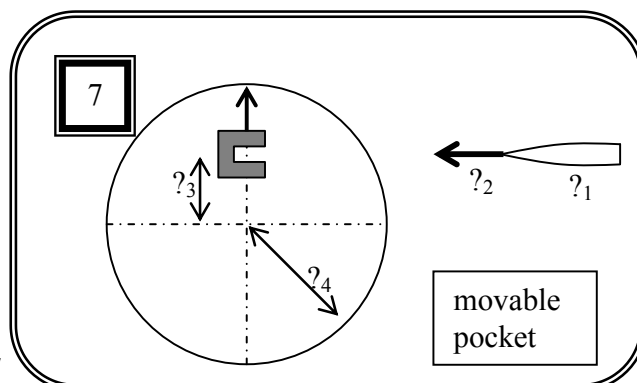 7
?₃
?₂
?₁
?₄
movable
pocket